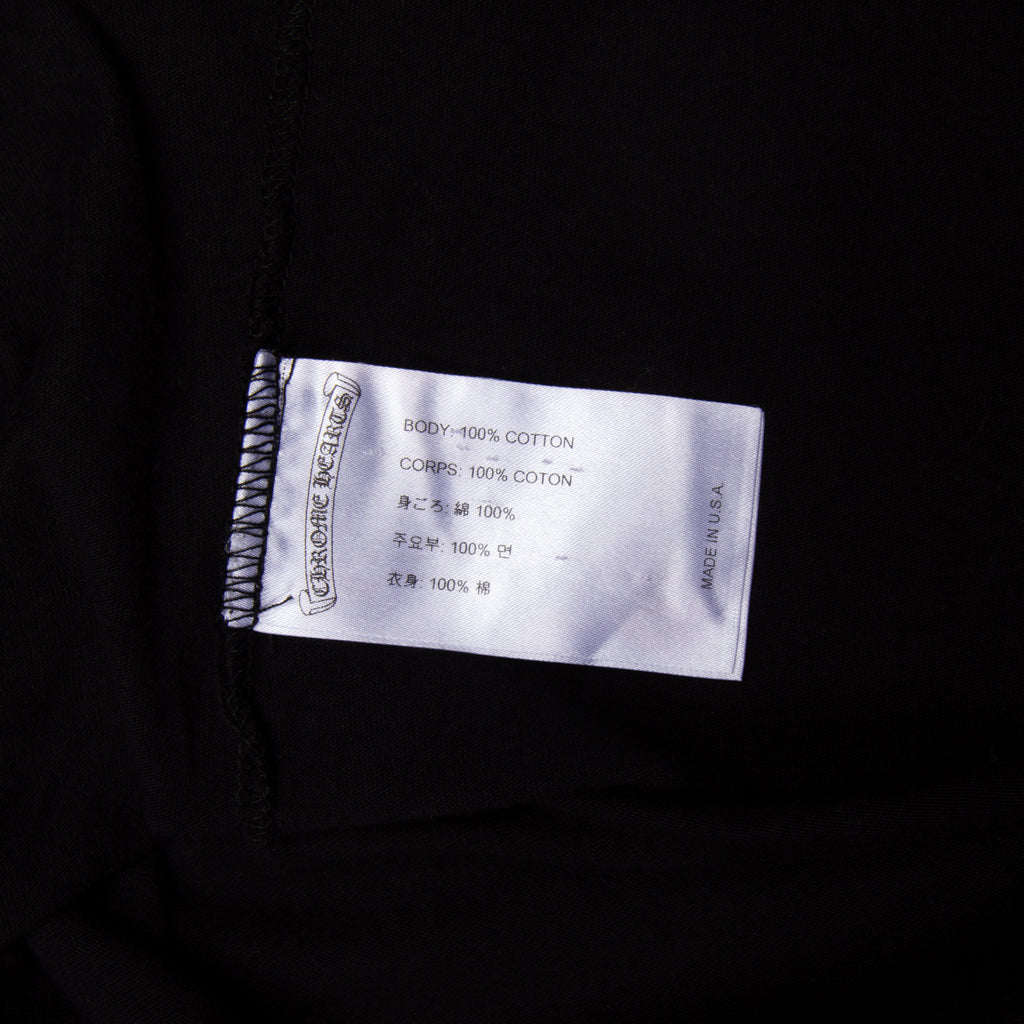 CHROME HEARTS
BODY: 100% COTTON
CORPS: 100% COTON
身ごろ: 綿 100%
주요부: 100% 면
衣身: 100% 棉
MADE IN U.S.A.